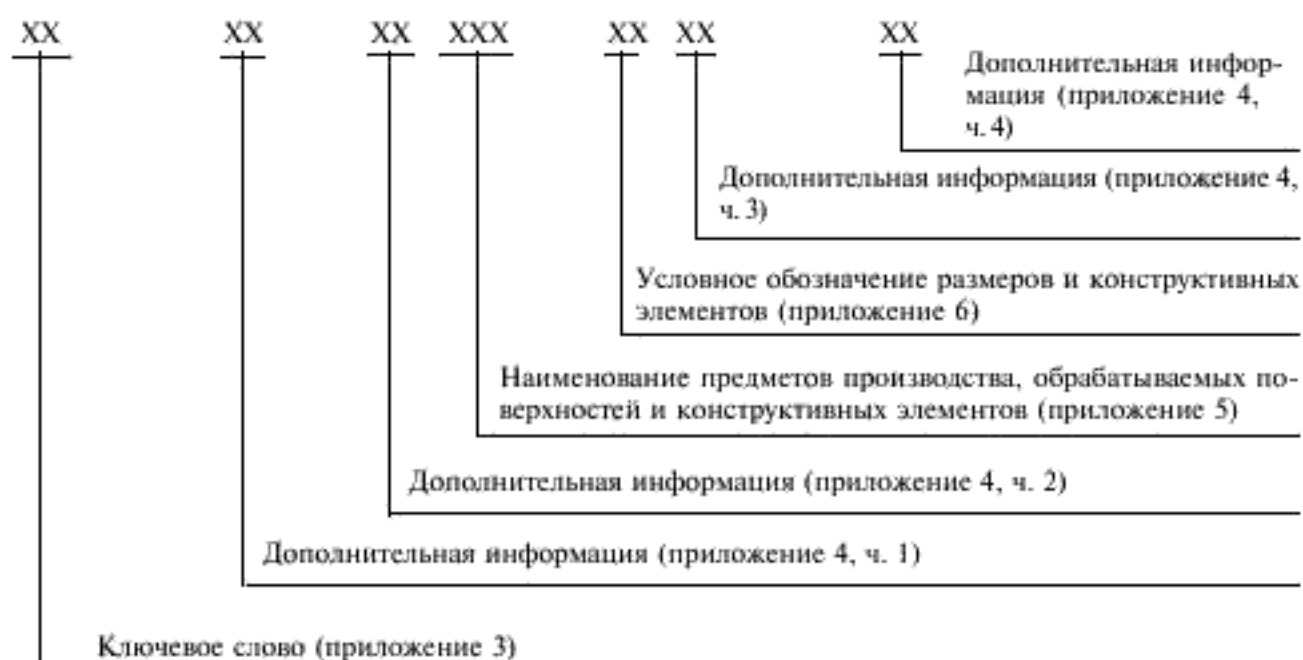 XX XX XX XXX XX XX XX
Дополнительная инфор-
мация (приложение 4,
ч. 4)
Дополнительная информация (приложение 4,
ч. 3)
Условное обозначение размеров и конструктивных
элементов (приложение 6)
Наименование предметов производства, обрабатываемых по-
верхностей и конструктивных элементов (приложение 5)
Дополнительная информация (приложение 4, ч. 2)
Дополнительная информация (приложение 4, ч. 1)
Ключевое слово (приложение 3)